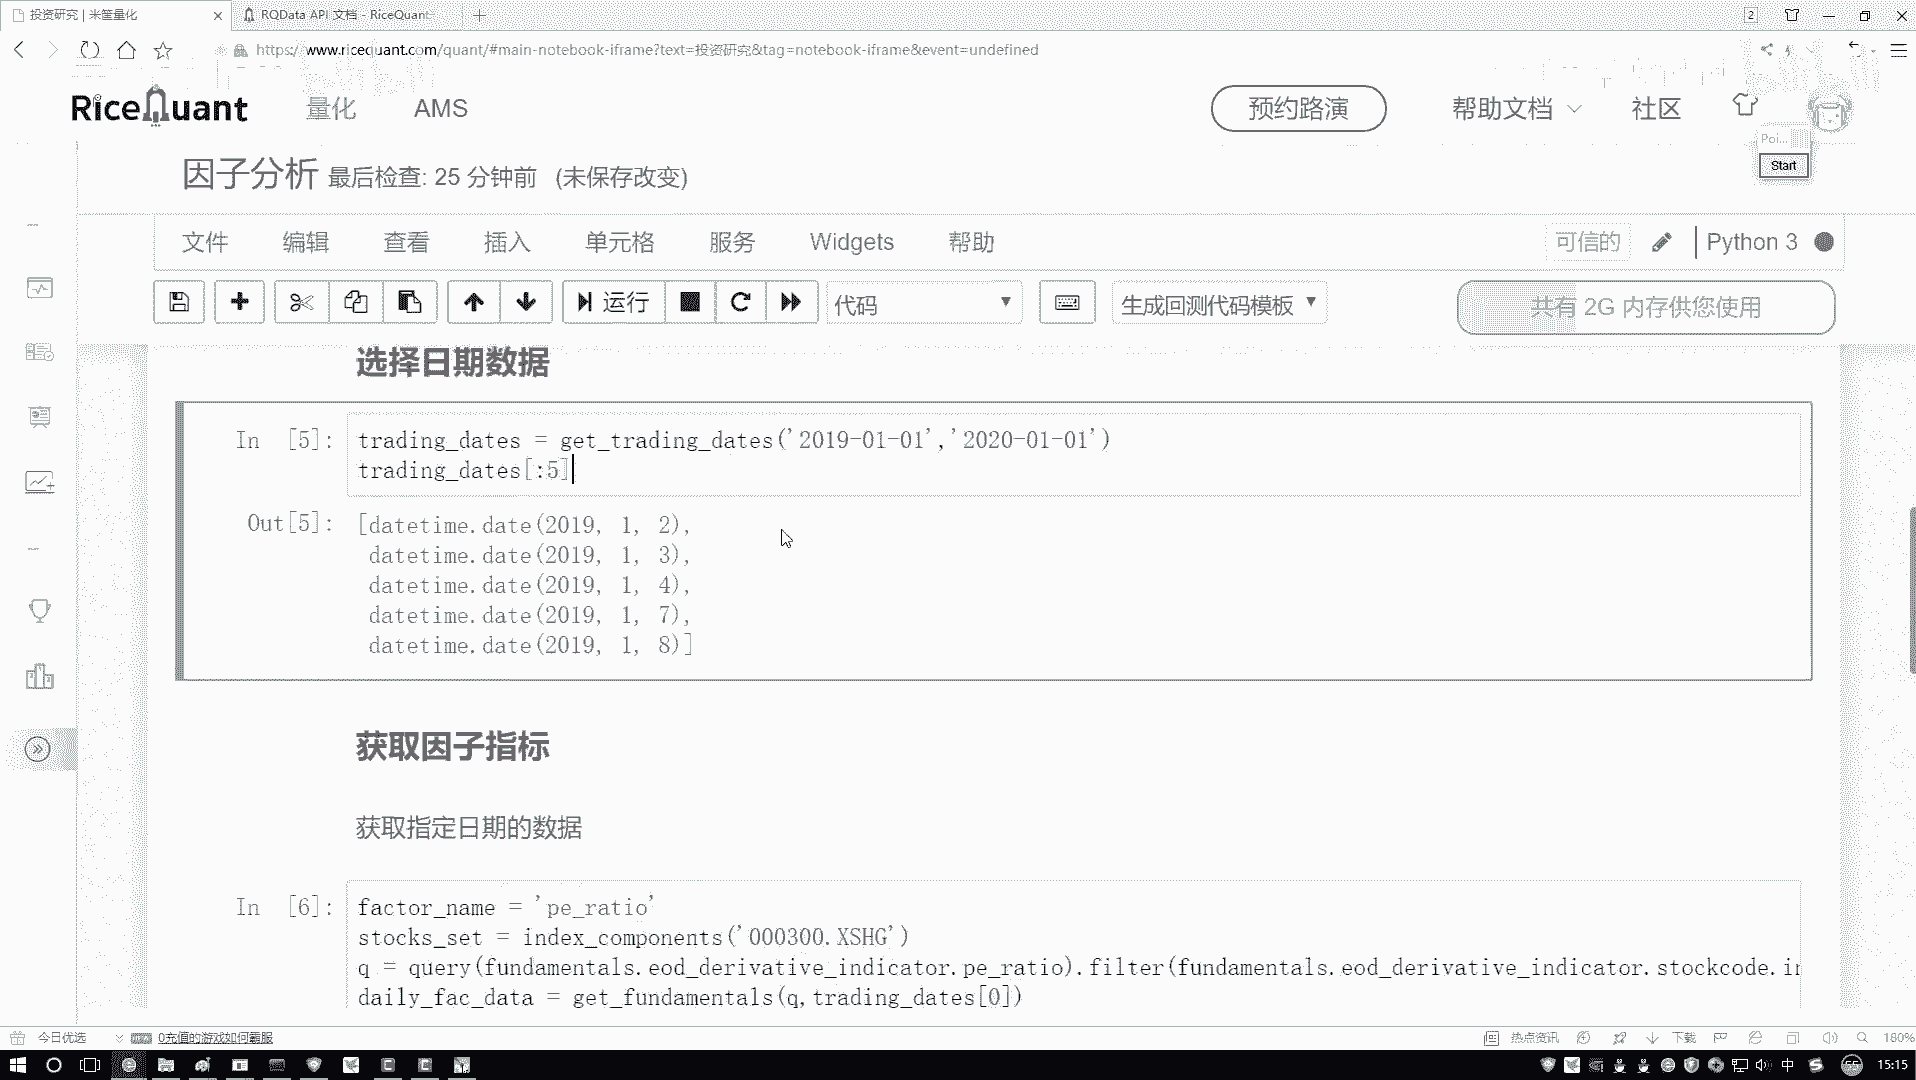 投资研究 | 米筐量化
RQData API 文档 - RiceQuant
2
https://www.ricequant.com/quant/#main-notebook-iframe?text=投资研究&tag=notebook-iframe&event=undefined
RiceQuant 量化 AMS 预约路演 帮助文档 社区
Poi...
Start
因子分析 最后检查: 25 分钟前 (未保存改变)
文件 编辑 查看 插入 单元格 服务 Widgets 帮助 可信的 Python 3
运行 代码 生成回测代码模板 共有 2G 内存供您使用
选择日期数据
In [5]: trading_dates = get_trading_dates('2019-01-01','2020-01-01')
trading_dates[:5]
Out[5]: [datetime.date(2019, 1, 2),
datetime.date(2019, 1, 3),
datetime.date(2019, 1, 4),
datetime.date(2019, 1, 7),
datetime.date(2019, 1, 8)]
获取因子指标
获取指定日期的数据
In [6]: factor_name = 'pe_ratio'
stocks_set = index_components('000300.XSHG')
q = query(fundamentals.eod_derivative_indicator.pe_ratio).filter(fundamentals.eod_derivative_indicator.stockcode.in
daily_fac_data = get_fundamentals(q,trading_dates[0])
今日优选 0充值的游戏如何霸服 热点资讯 下载 180%
中 55 15:15